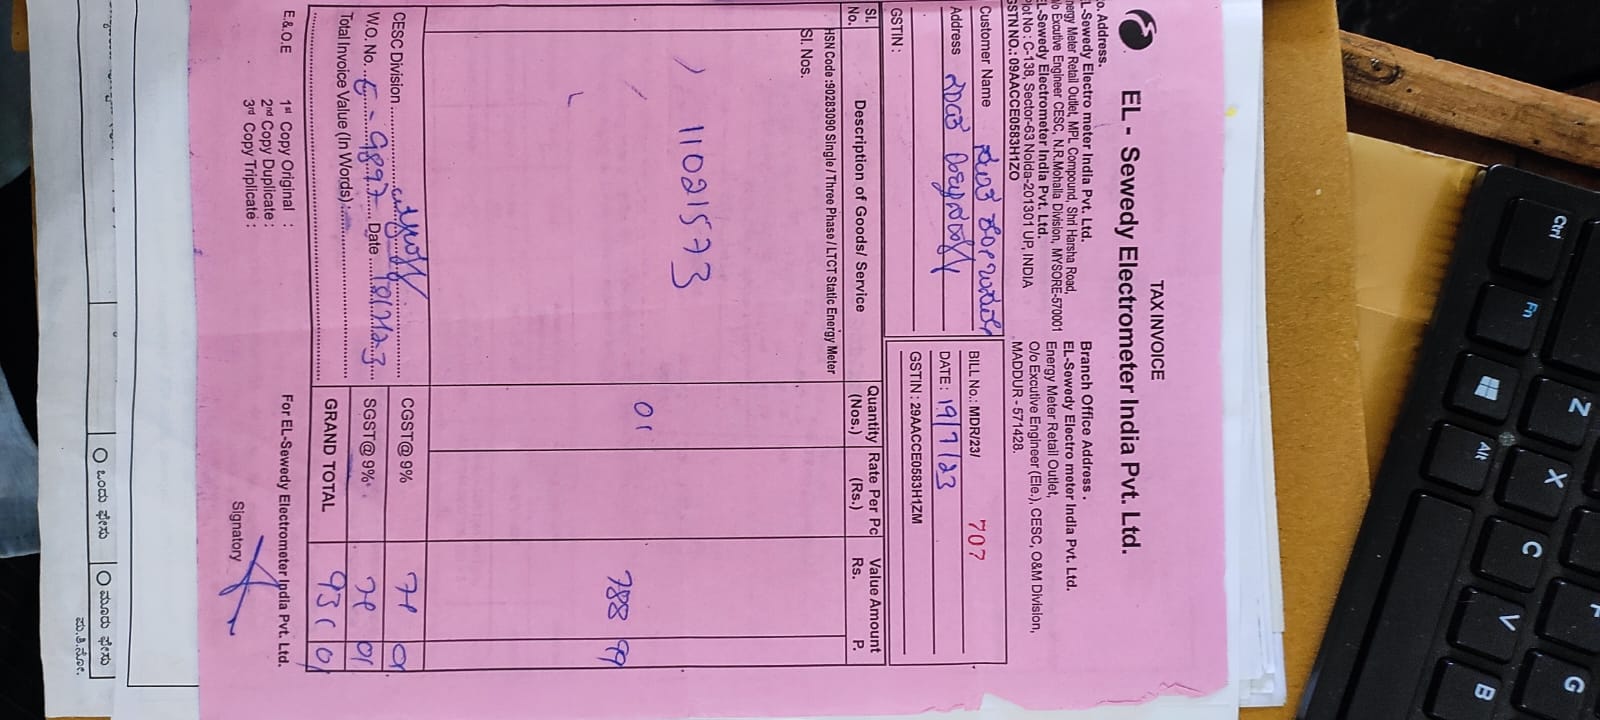 TAX INVOICE
EL - Sewedy Electrometer India Pvt. Ltd.
o. Address.
L-Sewedy Electro meter India Pvt. Ltd.
nergy Meter Retail Outlet, MPL Compound, Shri Harsha Road,
/o Excutive Engineer CESC, N.R.Mohalla Division, MYSORE-570001
EL-Sewedy Electrometer India Pvt. Ltd.
lot No : C-138, Sector-63 Noida-201301 UP, INDIA
GSTN NO.: 09AACCE0583H1ZO
Branch Office Address .
EL-Sewedy Electro meter India Pvt. Ltd.
Energy Meter Retail Outlet,
O/o Excutive Engineer (Ele.), CESC, O&M Division,
MADDUR - 571428.
Customer Name
Address
GSTIN :
BILL No.: MDR/23/ 707
DATE : 19/7/23
GSTIN : 29AACCE0583H1ZM
Sl. No. Description of Goods/ Service Quantity (Nos.) Rate Per Pc (Rs.) Value Amount Rs. P.
HSN Code :90283090 Single / Three Phase / LTCT Static Energy Meter
Sl. Nos.
11021573 01 788 99
CESC Division
W.O. No. Date
Total Invoice Value (In Words)
CGST@ 9% 71 01
SGST@ 9% 71 01
GRAND TOTAL 931 01
E.&.O.E
1st Copy Original :
2nd Copy Duplicate :
3rd Copy Triplicate :
For EL-Sewedy Electrometer India Pvt. Ltd.
Signatory
ಒಂದು ಫೇಸು
ಮೂರು ಫೇಸು
Ctrl
Fn
Alt
Z
X
C
V
B
G